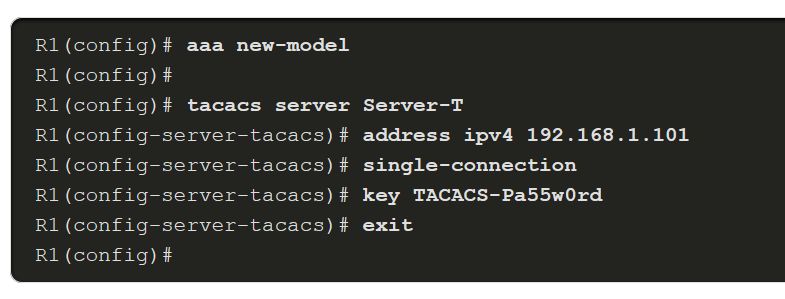 R1(config)# aaa new-model
R1(config)#
R1(config)# tacacs server Server-T
R1(config-server-tacacs)# address ipv4 192.168.1.101
R1(config-server-tacacs)# single-connection
R1(config-server-tacacs)# key TACACS-Pa55w0rd
R1(config-server-tacacs)# exit
R1(config)#